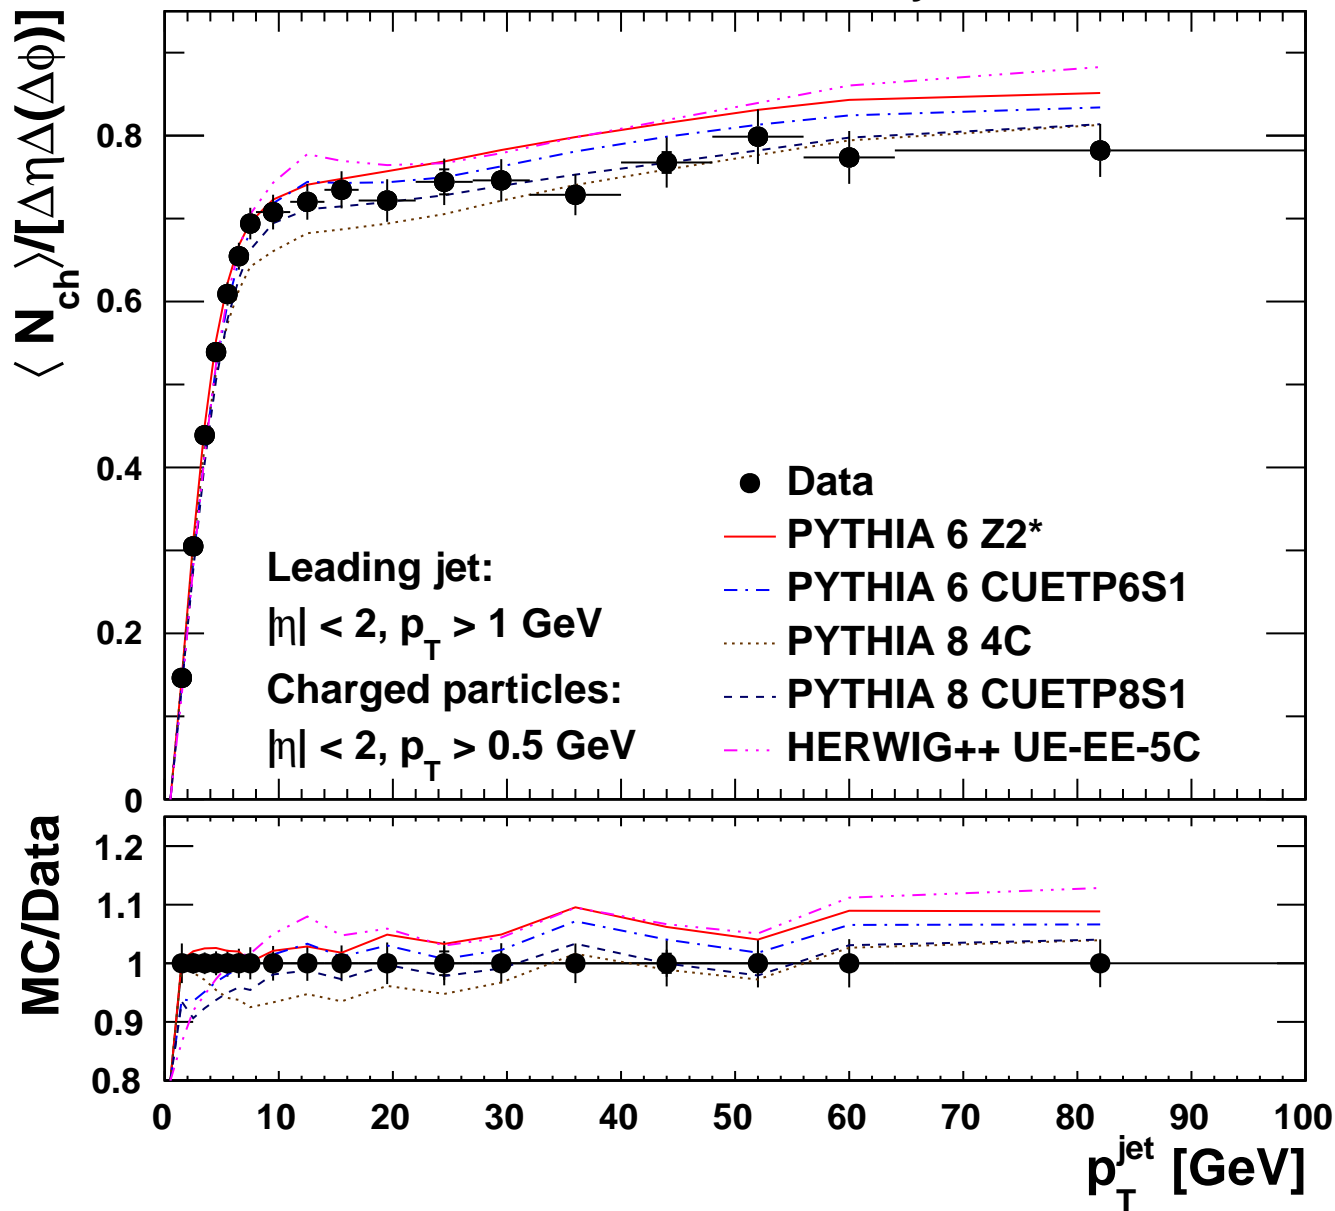 ⟨ N_ch ⟩/[ΔηΔ(Δϕ)]
0.8
0.6
0.4
0.2
0
Data
PYTHIA 6 Z2*
PYTHIA 6 CUETP6S1
PYTHIA 8 4C
PYTHIA 8 CUETP8S1
HERWIG++ UE-EE-5C
Leading jet:
|η| < 2, p_T > 1 GeV
Charged particles:
|η| < 2, p_T > 0.5 GeV
MC/Data
1.2
1.1
1
0.9
0.8
0 10 20 30 40 50 60 70 80 90 100
p_T^jet [GeV]